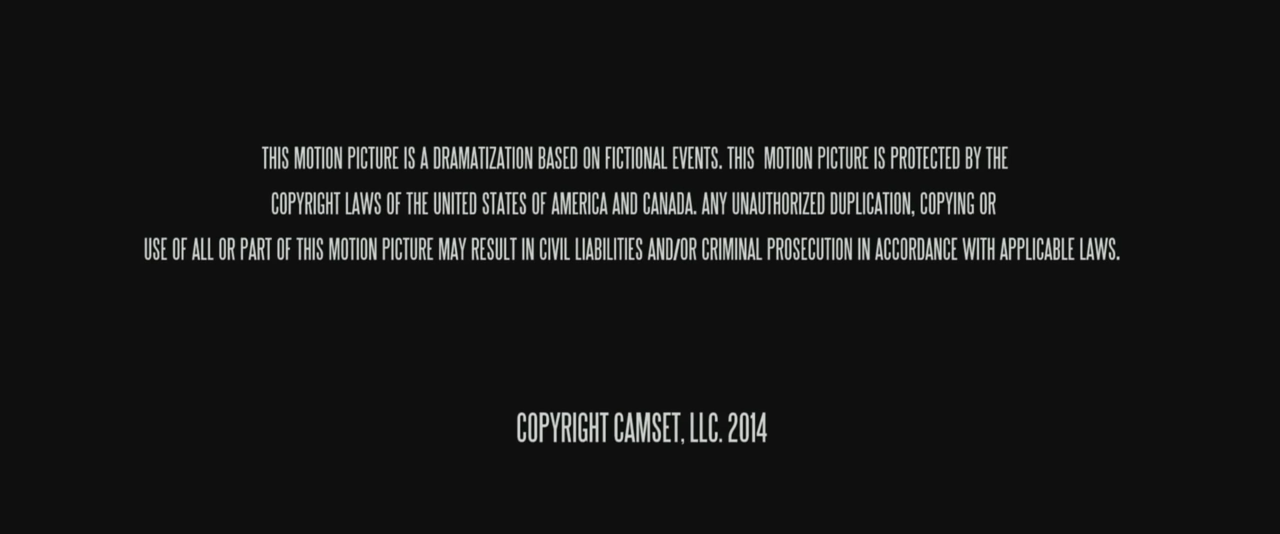 THIS MOTION PICTURE IS A DRAMATIZATION BASED ON FICTIONAL EVENTS. THIS  MOTION PICTURE IS PROTECTED BY THE
COPYRIGHT LAWS OF THE UNITED STATES OF AMERICA AND CANADA. ANY UNAUTHORIZED DUPLICATION, COPYING OR
USE OF ALL OR PART OF THIS MOTION PICTURE MAY RESULT IN CIVIL LIABILITIES AND/OR CRIMINAL PROSECUTION IN ACCORDANCE WITH APPLICABLE LAWS.
COPYRIGHT CAMSET, LLC. 2014